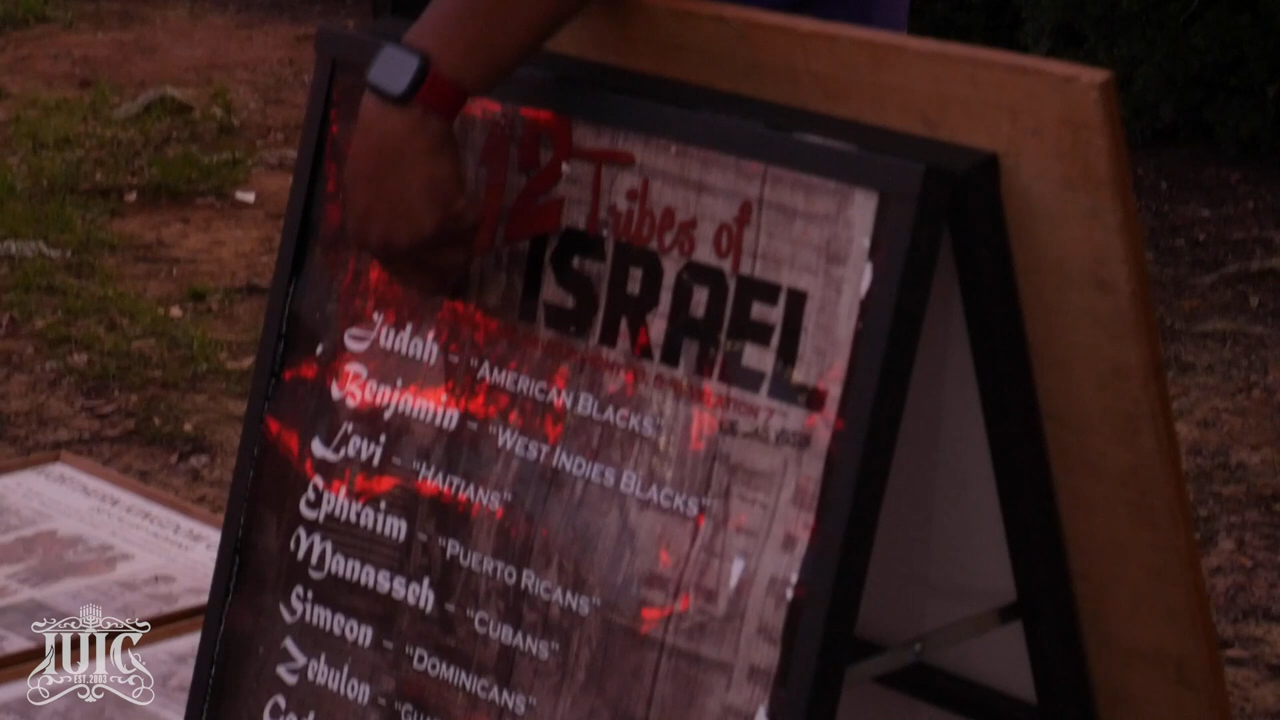 12 Tribes of
ISRAEL
Judah - "AMERICAN BLACKS"
Benjamin - "WEST INDIES BLACKS"
Levi - "HAITIANS"
Ephraim - "PUERTO RICANS"
Manasseh - "CUBANS"
Simeon - "DOMINICANS"
Zebulon -
IUIC
EST. 2003